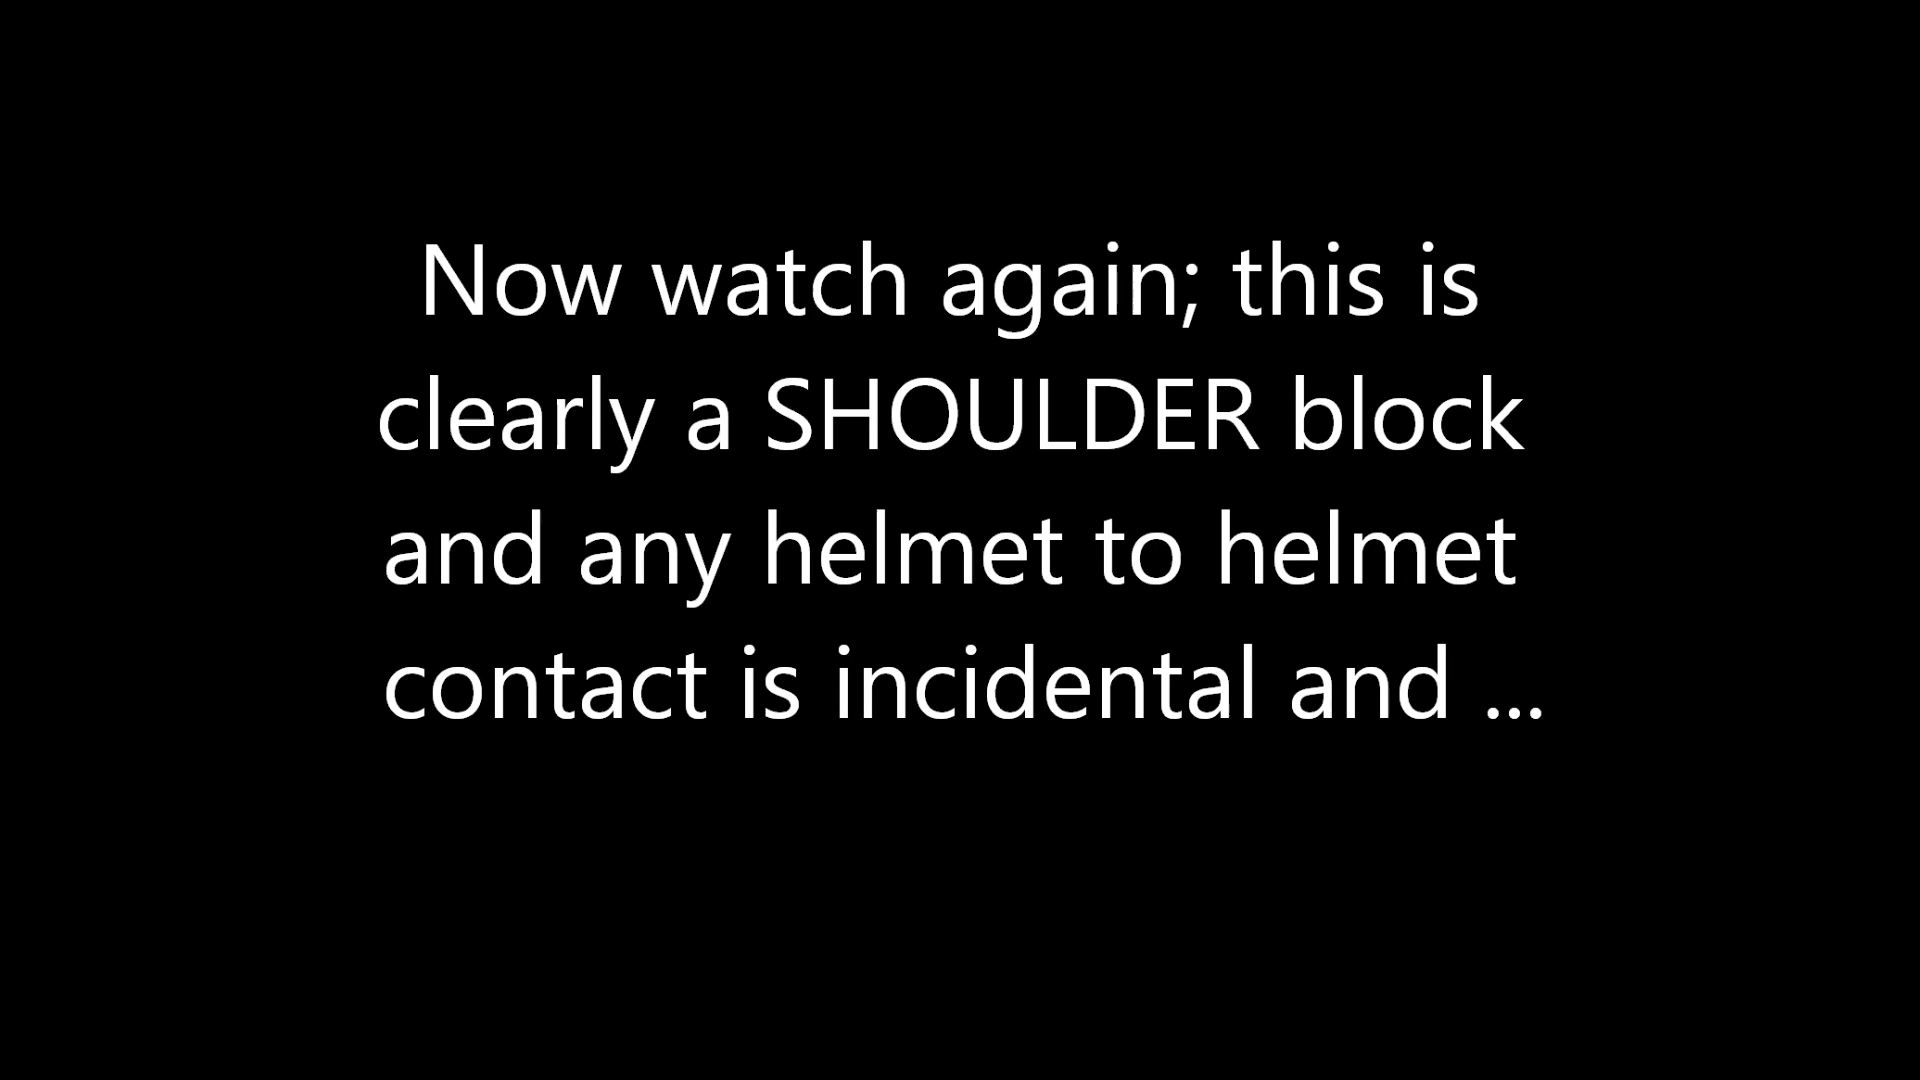 Now watch again; this is
clearly a SHOULDER block
and any helmet to helmet
contact is incidental and ...